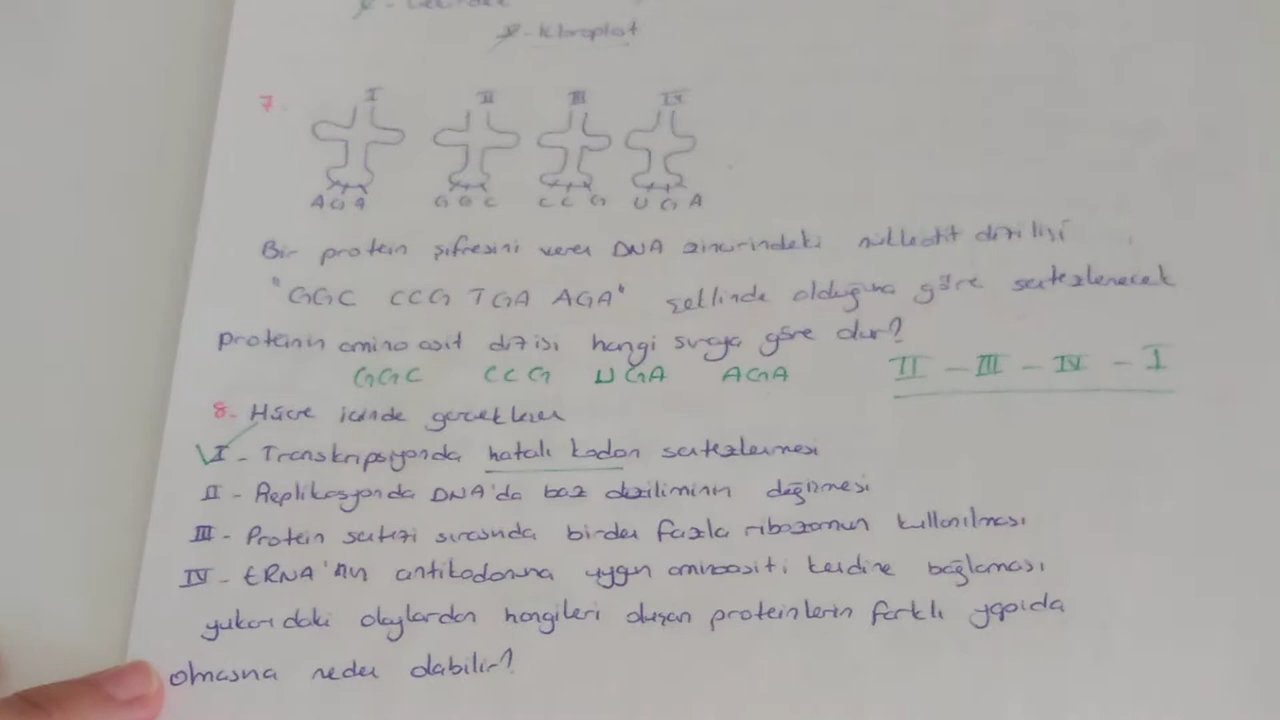 - Kloroplast
7.
I II III IV
AGA GGC CCG UGA
Bir protein şifresini veren DNA zincirindeki nükleotit dizilişi
"GGC CCG TGA AGA" şeklinde olduğuna göre sentezlenecek
proteinin amino asit dizisi hangi sıraya göre dir?
GGC CCG UGA AGA II - III - IV - I
8- Hücre içinde gerçekleşen
I - Transkripsiyonda hatalı kodon sentezlenmesi
II - Replikasyonda DNA'da baz diziliminin değişmesi
III - Protein sentezi sırasında birden fazla ribozomun kullanılması
IV - tRNA'nın antikodonuna uygun aminoasiti kendine bağlaması
yukarıdaki olaylardan hangileri oluşan proteinlerin farklı yapıda
olmasına neden olabilir?